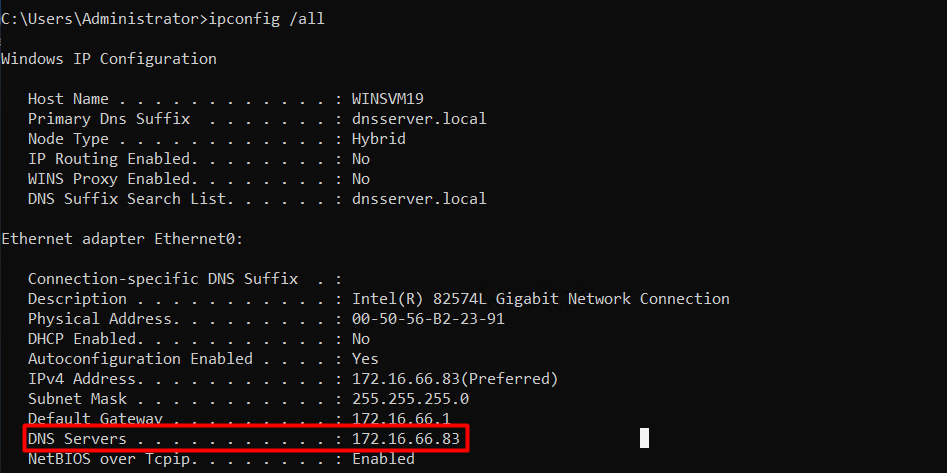 C:\Users\Administrator>ipconfig /all
Windows IP Configuration
Host Name . . . . . . . . . . . . : WINSVM19
Primary Dns Suffix  . . . . . . . : dnsserver.local
Node Type . . . . . . . . . . . . : Hybrid
IP Routing Enabled. . . . . . . . : No
WINS Proxy Enabled. . . . . . . . : No
DNS Suffix Search List. . . . . . : dnsserver.local
Ethernet adapter Ethernet0:
Connection-specific DNS Suffix  . :
Description . . . . . . . . . . . : Intel(R) 82574L Gigabit Network Connection
Physical Address. . . . . . . . . : 00-50-56-B2-23-91
DHCP Enabled. . . . . . . . . . . : No
Autoconfiguration Enabled . . . . : Yes
IPv4 Address. . . . . . . . . . . : 172.16.66.83(Preferred)
Subnet Mask . . . . . . . . . . . : 255.255.255.0
Default Gateway . . . . . . . . . : 172.16.66.1
DNS Servers . . . . . . . . . . . : 172.16.66.83
NetBIOS over Tcpip. . . . . . . . : Enabled